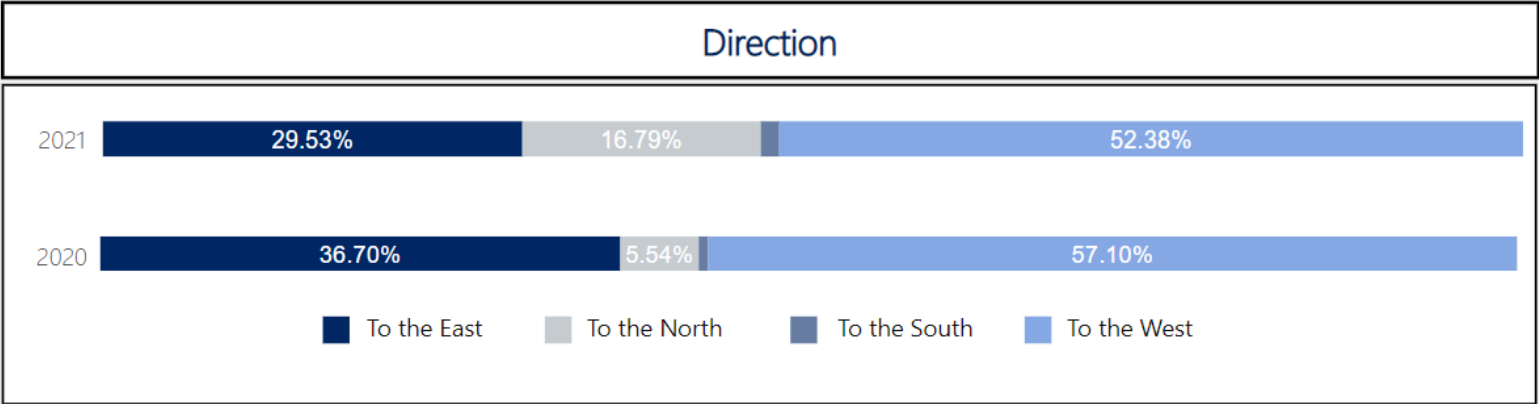 Direction
2021 29.53% 16.79% 52.38%
2020 36.70% 5.54% 57.10%
To the East To the North To the South To the West